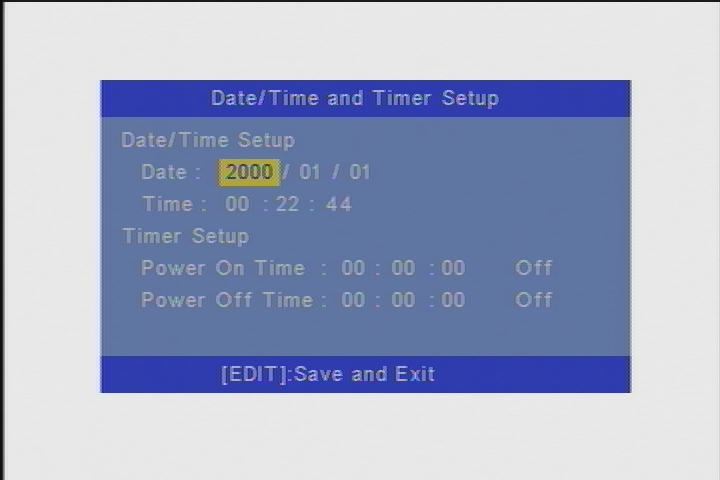 Date/Time and Timer Setup
Date/Time Setup
Date : 2000 / 01 / 01
Time : 00 : 22 : 44
Timer Setup
Power On Time : 00 : 00 : 00 Off
Power Off Time : 00 : 00 : 00 Off
[EDIT]:Save and Exit